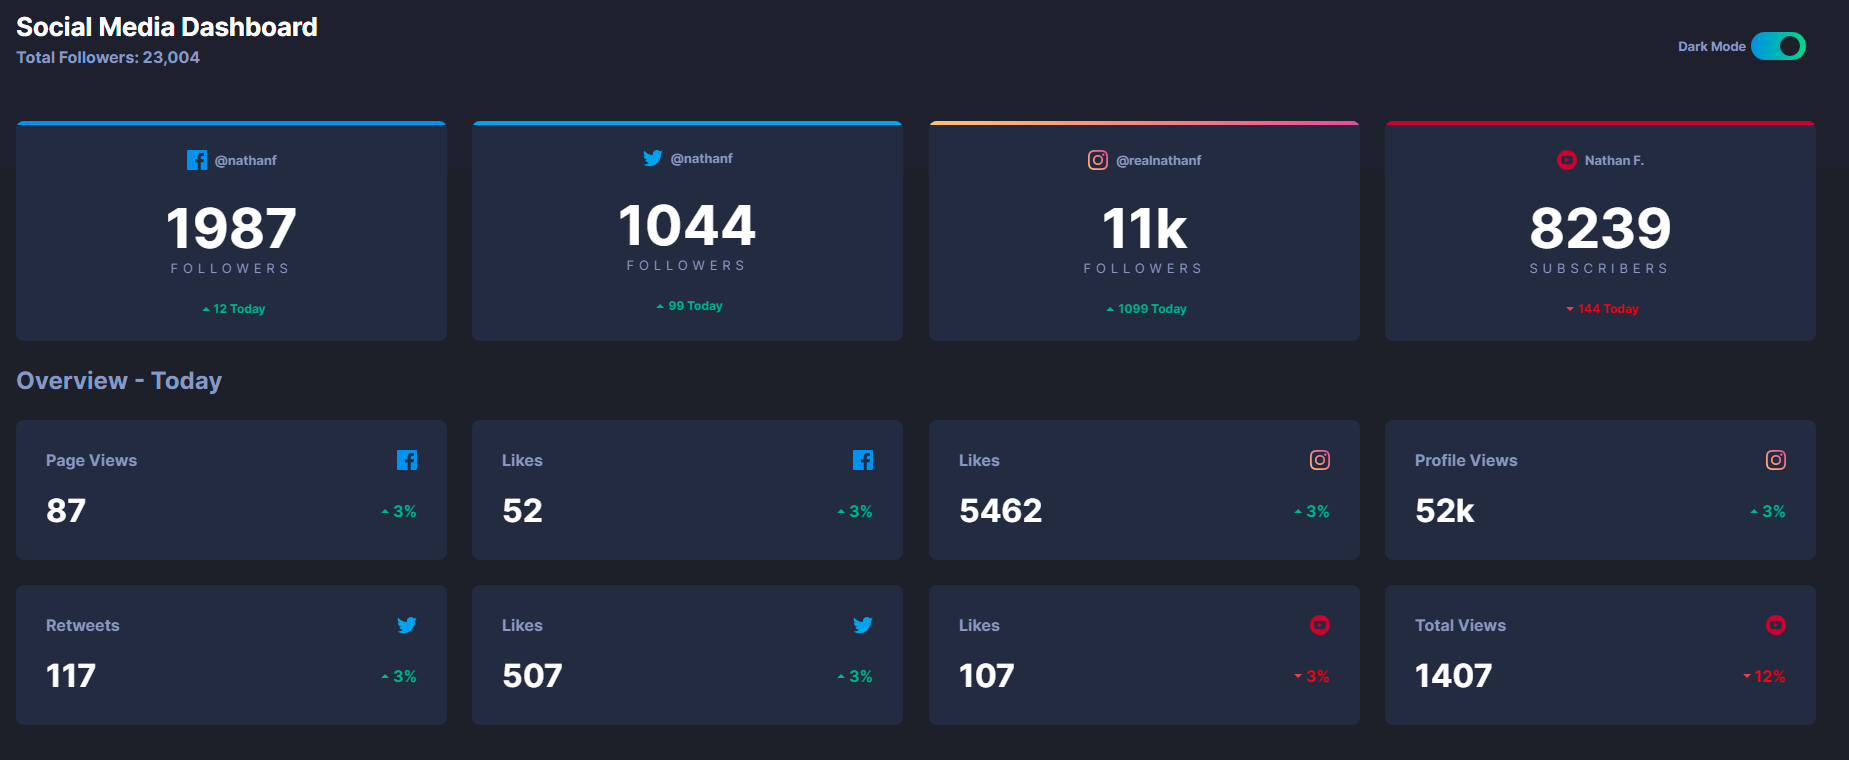 Social Media Dashboard
Total Followers: 23,004
Dark Mode
@nathanf
1987
FOLLOWERS
12 Today
@nathanf
1044
FOLLOWERS
99 Today
@realnathanf
11k
FOLLOWERS
1099 Today
Nathan F.
8239
SUBSCRIBERS
144 Today
Overview - Today
Page Views
87
3%
Likes
52
3%
Likes
5462
3%
Profile Views
52k
3%
Retweets
117
3%
Likes
507
3%
Likes
107
3%
Total Views
1407
12%